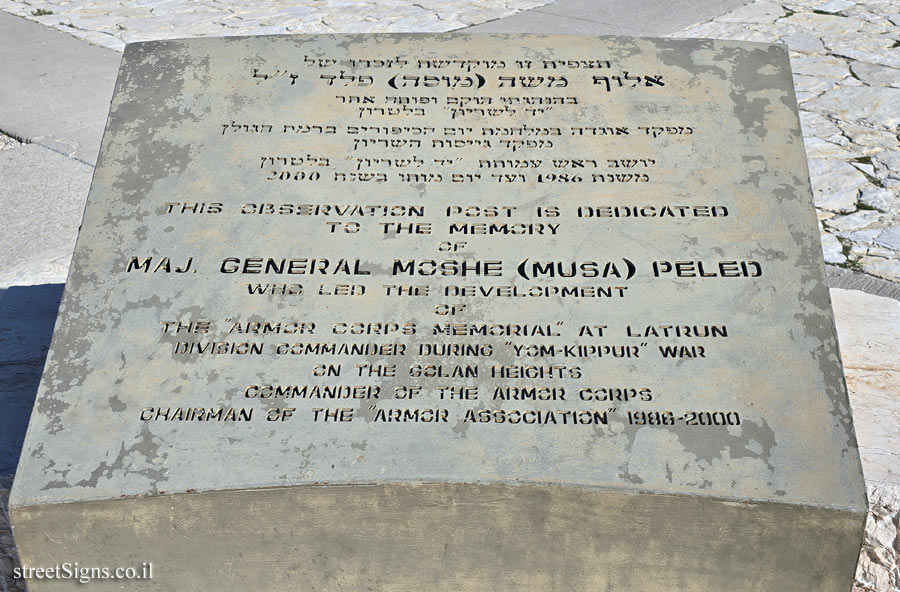 תצפית זו מוקדשת לזכרו של
אלוף משה (מוסה) פלד ז"ל
בהנהגתו הוקם ופותח אתר
"יד לשריון" בלטרון
מפקד אוגדה במלחמת יום הכיפורים ברמת הגולן
מפקד גייסות השריון
יושב ראש עמותת "יד לשריון" בלטרון
משנת 1986 ועד יום מותו בשנת 2000
THIS OBSERVATION POST IS DEDICATED
TO THE MEMORY
OF
MAJ. GENERAL MOSHE (MUSA) PELED
WHO LED THE DEVELOPMENT
OF
THE "ARMOR CORPS MEMORIAL" AT LATRUN
DIVISION COMMANDER DURING "YOM-KIPPUR" WAR
ON THE GOLAN HEIGHTS
COMMANDER OF THE ARMOR CORPS
CHAIRMAN OF THE "ARMOR ASSOCIATION" 1986-2000
streetSigns.co.il